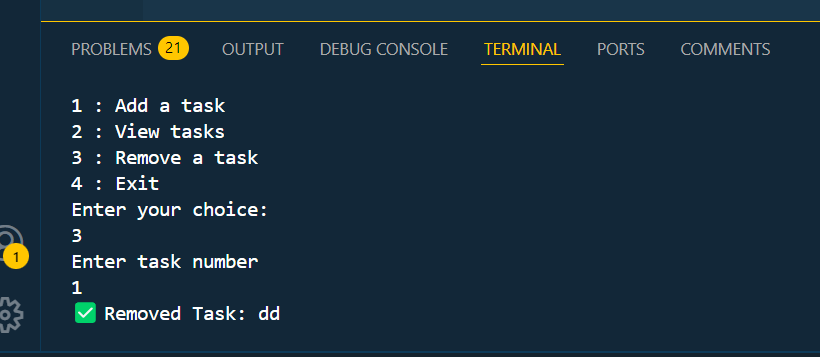 PROBLEMS 21 OUTPUT DEBUG CONSOLE TERMINAL PORTS COMMENTS
1 : Add a task
2 : View tasks
3 : Remove a task
4 : Exit
Enter your choice:
3
Enter task number
1
✅ Removed Task: dd
1